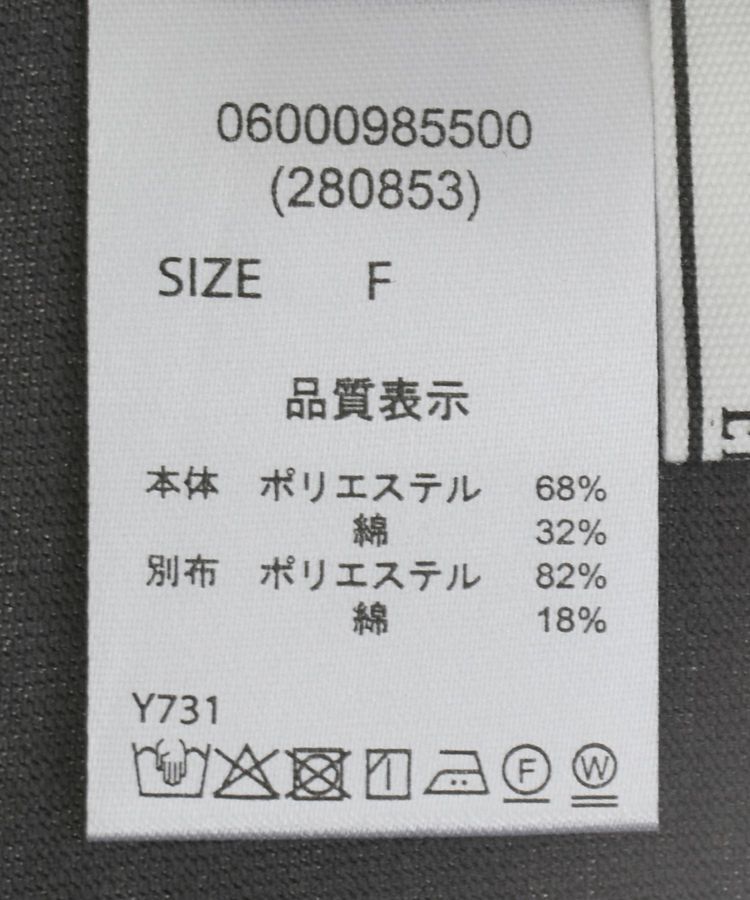 06000985500
(280853)
SIZE F
品質表示
本体 ポリエステル 68%
綿 32%
別布 ポリエステル 82%
綿 18%
Y731
F W